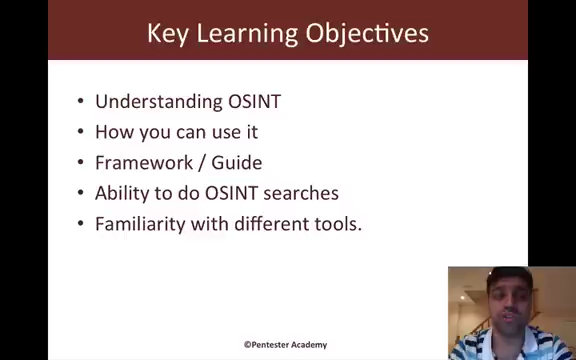 Key Learning Objectives
• Understanding OSINT
• How you can use it
• Framework / Guide
• Ability to do OSINT searches
• Familiarity with different tools.
©Pentester Academy